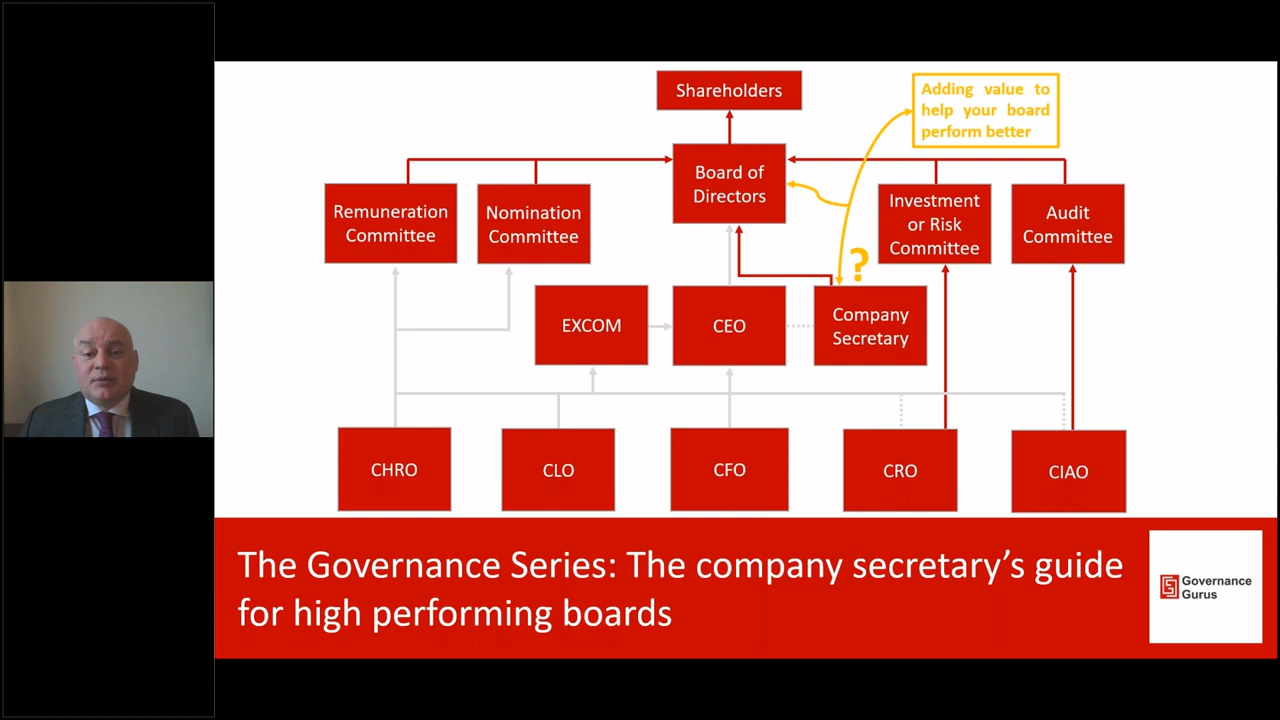 Shareholders
Adding value to
help your board
perform better
Board of
Directors
Remuneration
Committee
Nomination
Committee
Investment
or Risk
Committee
Audit
Committee
?
EXCOM
CEO
Company
Secretary
CHRO
CLO
CFO
CRO
CIAO
The Governance Series: The company secretary’s guide
for high performing boards
Governance
Gurus